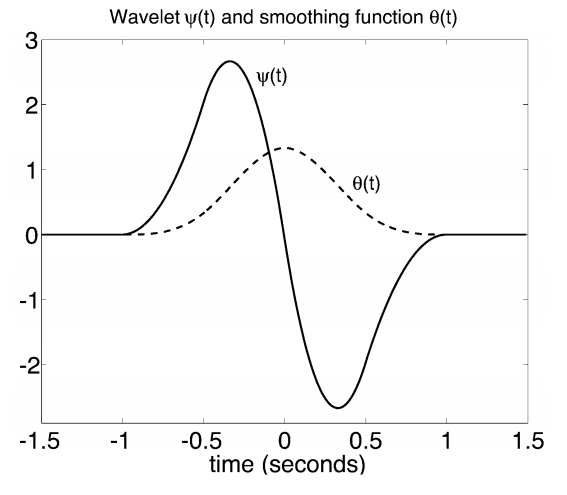 Wavelet ψ(t) and smoothing function θ(t)
3
ψ(t)
2
1
θ(t)
0
-1
-2
-1.5 -1 -0.5 0 0.5 1 1.5
time (seconds)